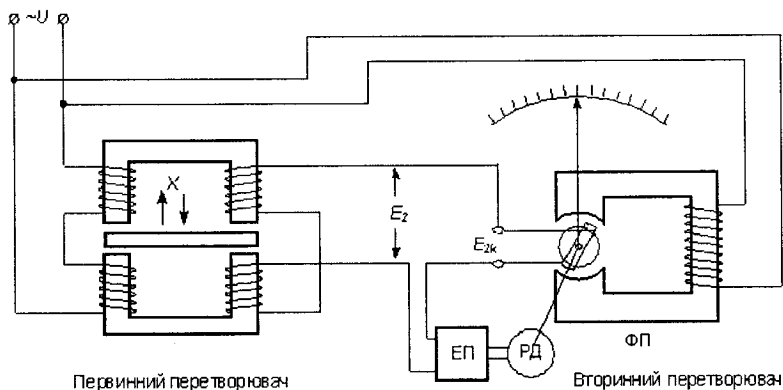 ~U
X
E₂
E₂ₖ
ЕП
РД
ФП
Первинний перетворювач
Вторинний перетворювач